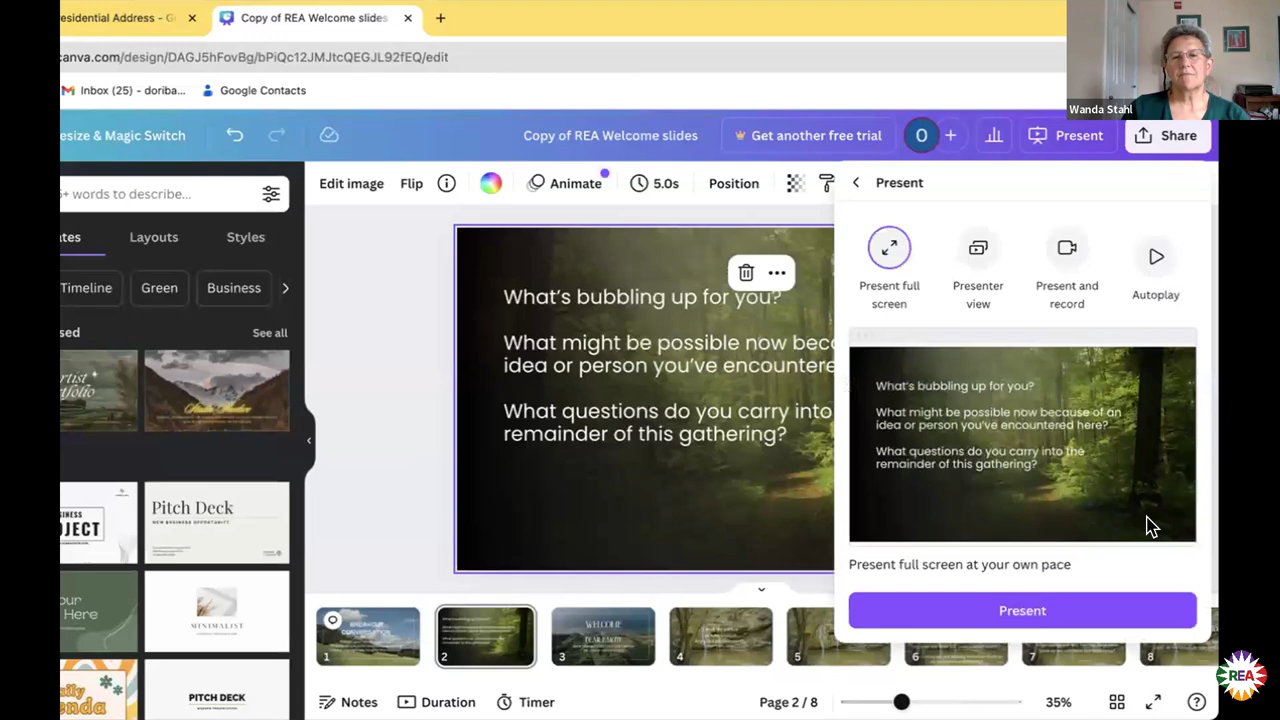 esidential Address - G
Copy of REA Welcome slides
canva.com/design/DAGJ5hFovBg/bPiQc12JMJtcQEGJL92fEQ/edit
Inbox (25) - doriba...
Google Contacts
Wanda Stahl
esize & Magic Switch
Copy of REA Welcome slides
Get another free trial
O
Present
Share
5+ words to describe...
Edit image
Flip
Animate
5.0s
Position
Present
ates
Layouts
Styles
Timeline
Green
Business
sed
See all
Present full
screen
Presenter
view
Present and
record
Autoplay
What's bubbling up for you?
What might be possible now beca
idea or person you've encountere
What questions do you carry into
remainder of this gathering?
What's bubbling up for you?
What might be possible now because of an
idea or person you've encountered here?
What questions do you carry into the
remainder of this gathering?
Present full screen at your own pace
Present
Pitch Deck
NEW BUSINESS OPPORTUNITY
MINIMALIST
PITCH DECK
WELCOME
1
2
3
4
5
6
7
8
Notes
Duration
Timer
Page 2 / 8
35%
REA